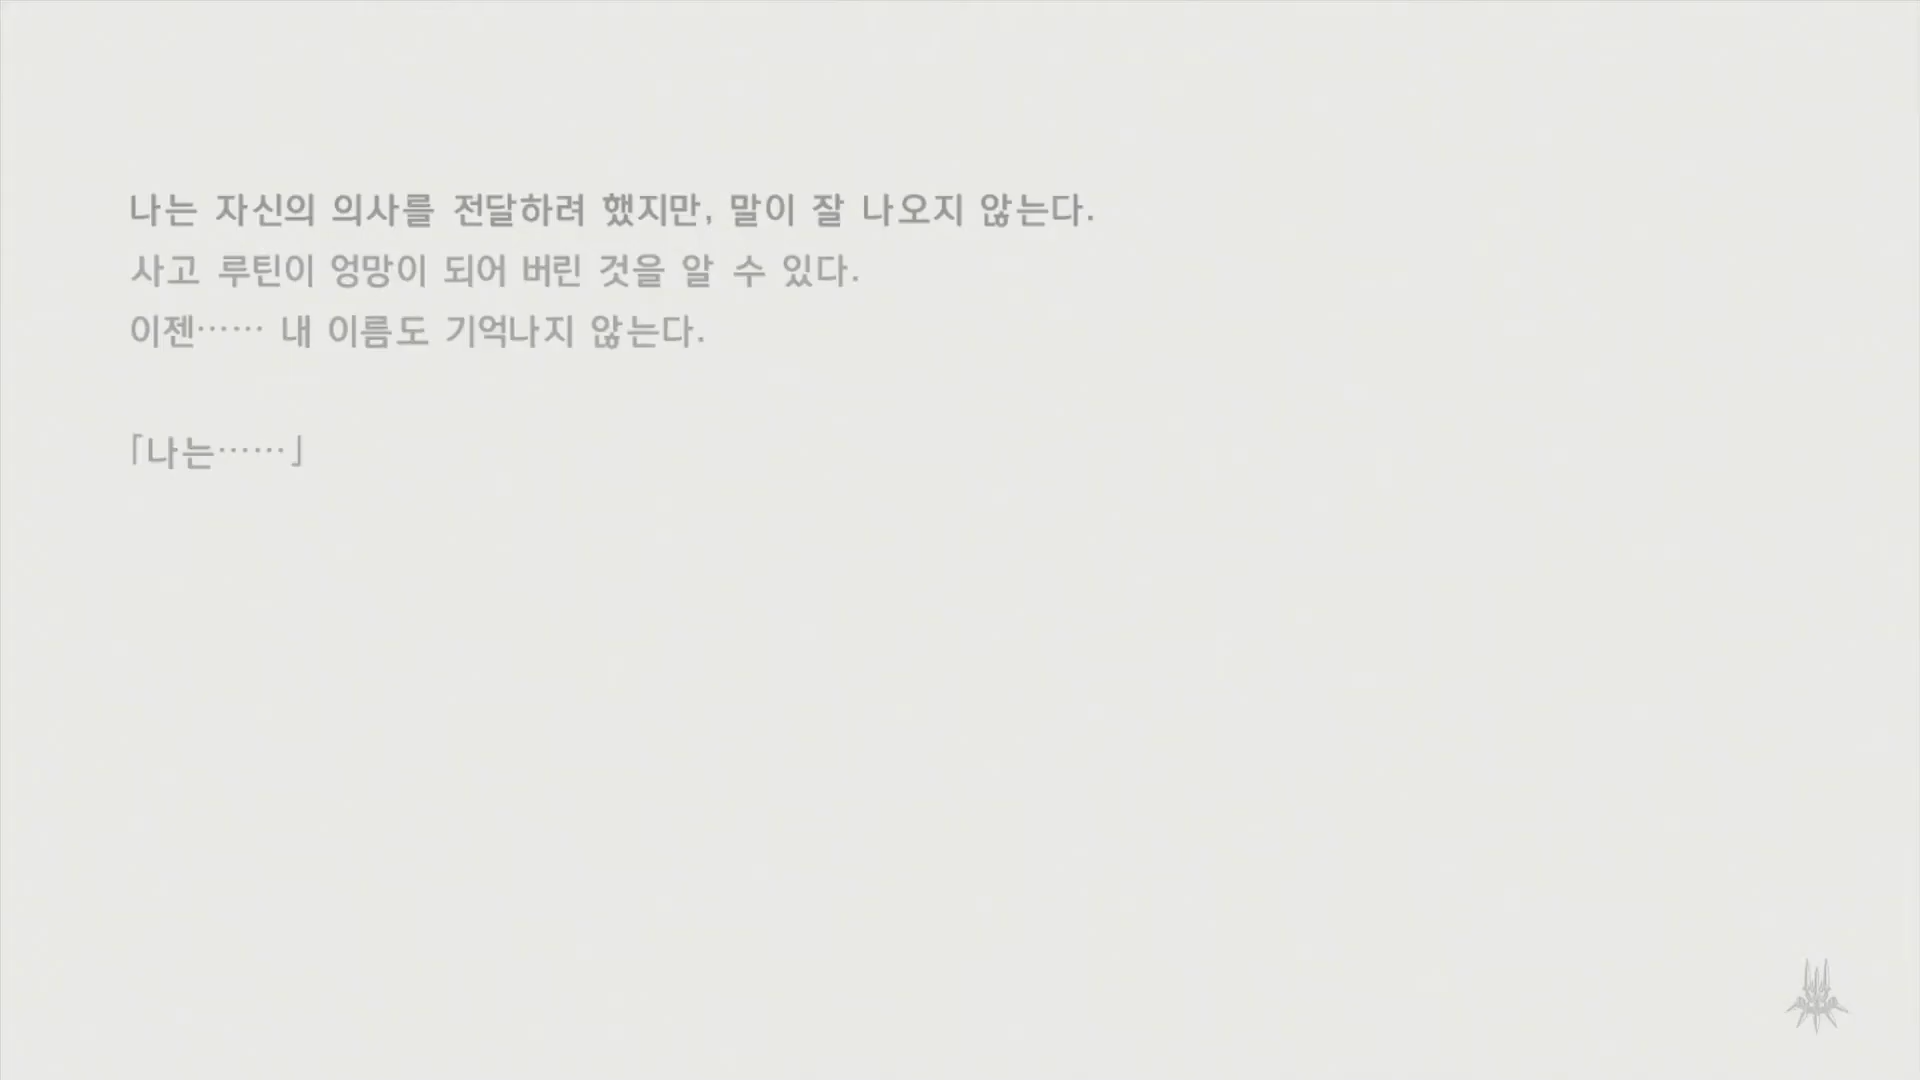 나는 자신의 의사를 전달하려 했지만, 말이 잘 나오지 않는다.
사고 루틴이 엉망이 되어 버린 것을 알 수 있다.
이젠…… 내 이름도 기억나지 않는다.
「나는……」